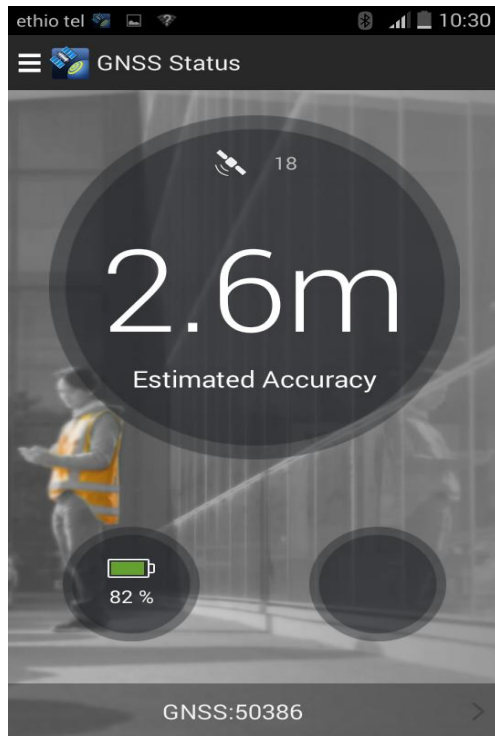 ethio tel 10:30
GNSS Status
18
2.6m
Estimated Accuracy
82 %
GNSS:50386